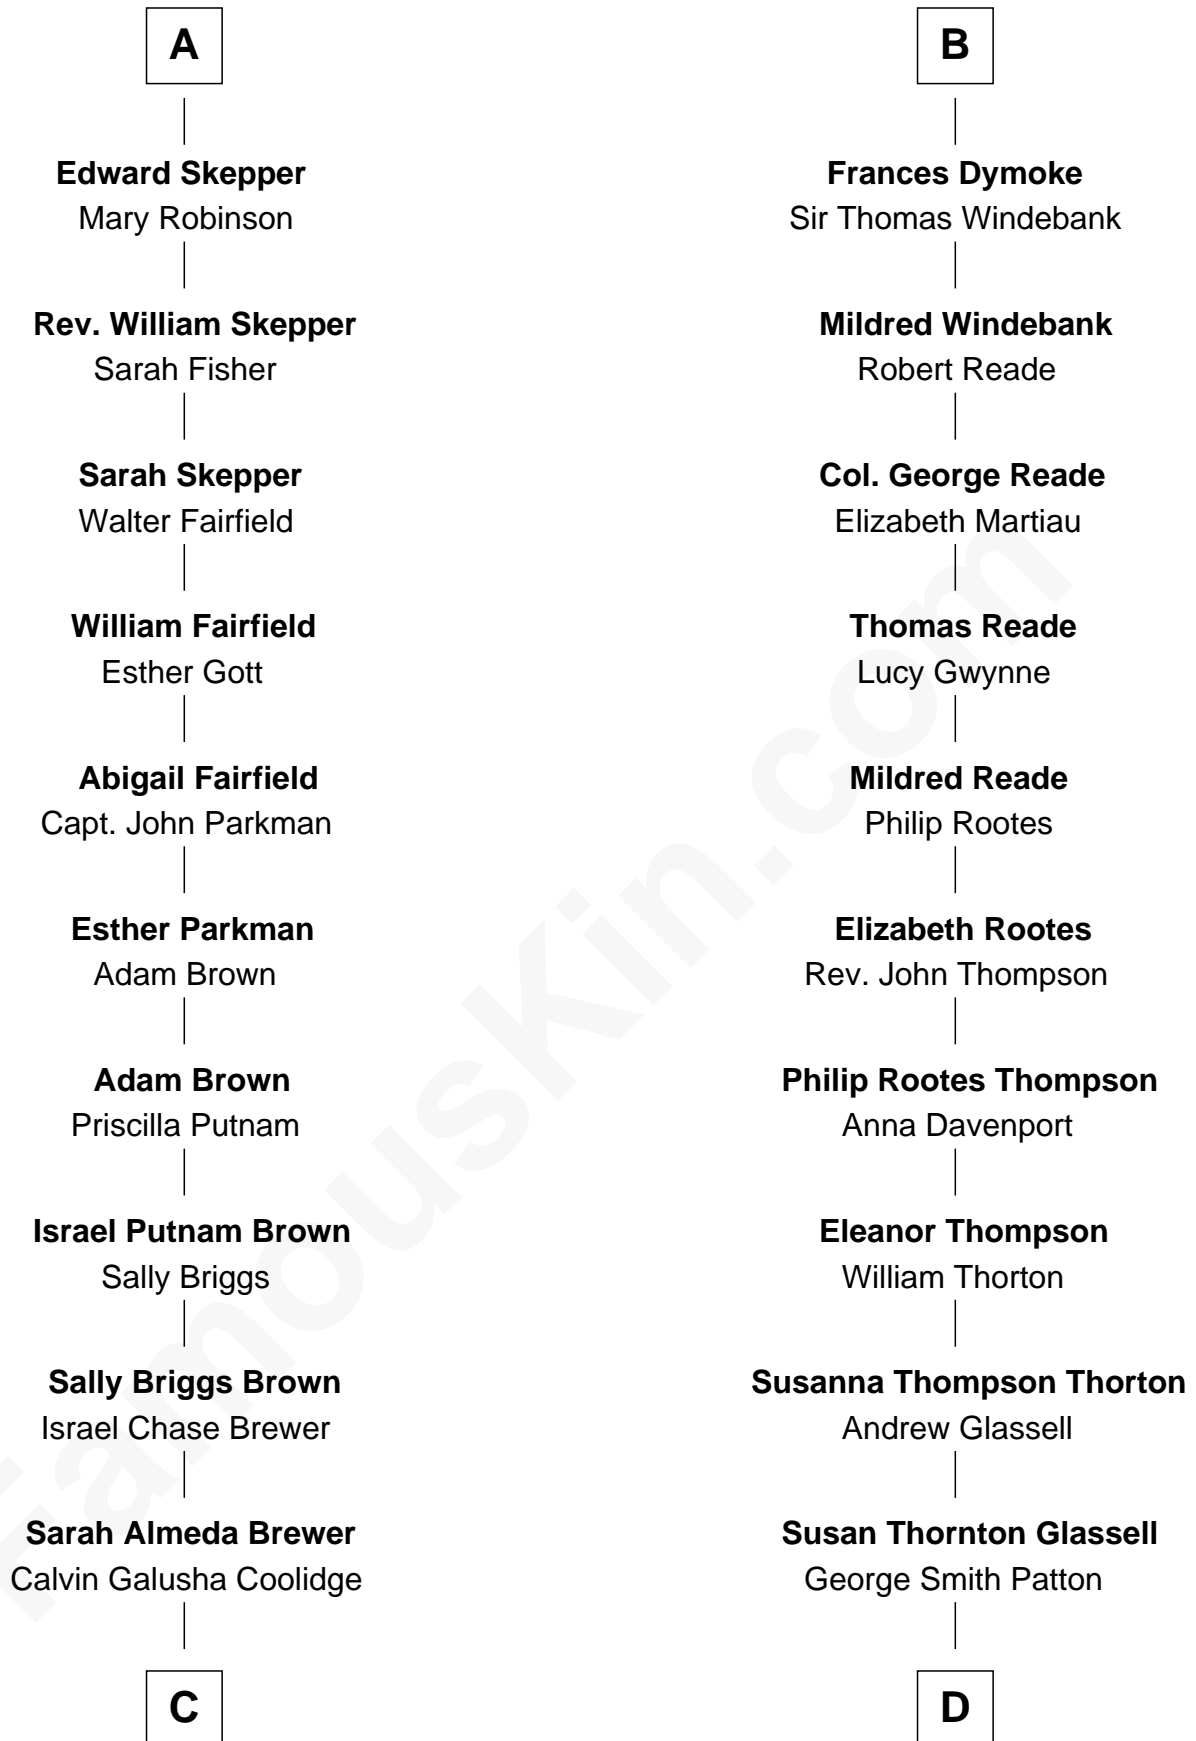 A
Edward Skepper
Mary Robinson
Rev. William Skepper
Sarah Fisher
Sarah Skepper
Walter Fairfield
William Fairfield
Esther Gott
Abigail Fairfield
Capt. John Parkman
Esther Parkman
Adam Brown
Adam Brown
Priscilla Putnam
Israel Putnam Brown
Sally Briggs
Sally Briggs Brown
Israel Chase Brewer
Sarah Almeda Brewer
Calvin Galusha Coolidge
C
B
Frances Dymoke
Sir Thomas Windebank
Mildred Windebank
Robert Reade
Col. George Reade
Elizabeth Martiau
Thomas Reade
Lucy Gwynne
Mildred Reade
Philip Rootes
Elizabeth Rootes
Rev. John Thompson
Philip Rootes Thompson
Anna Davenport
Eleanor Thompson
William Thorton
Susanna Thompson Thorton
Andrew Glassell
Susan Thornton Glassell
George Smith Patton
D
FamousKin.com